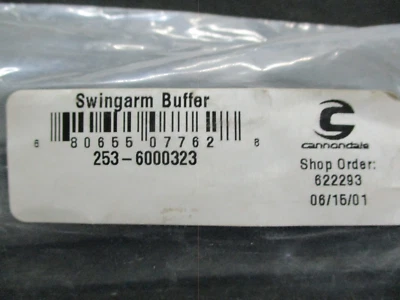 Swingarm Buffer
6 80655 07762 8
253-6000323
cannondale
Shop Order:
622293
06/15/01